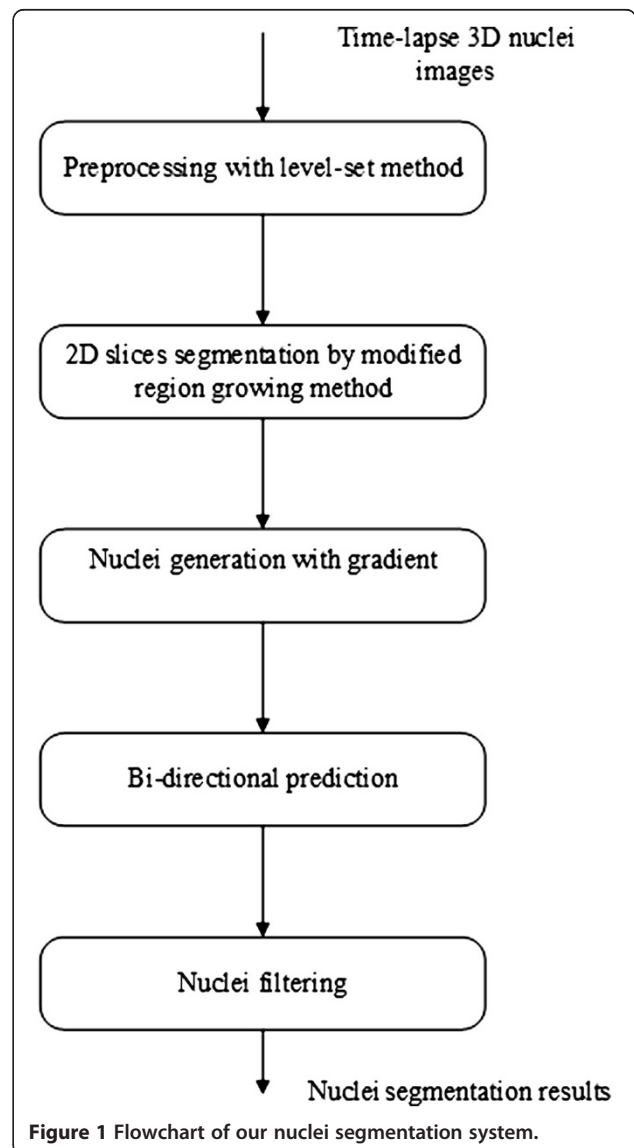 Time-lapse 3D nuclei
images
Preprocessing with level-set method
2D slices segmentation by modified
region growing method
Nuclei generation with gradient
Bi-directional prediction
Nuclei filtering
Nuclei segmentation results
Figure 1 Flowchart of our nuclei segmentation system.